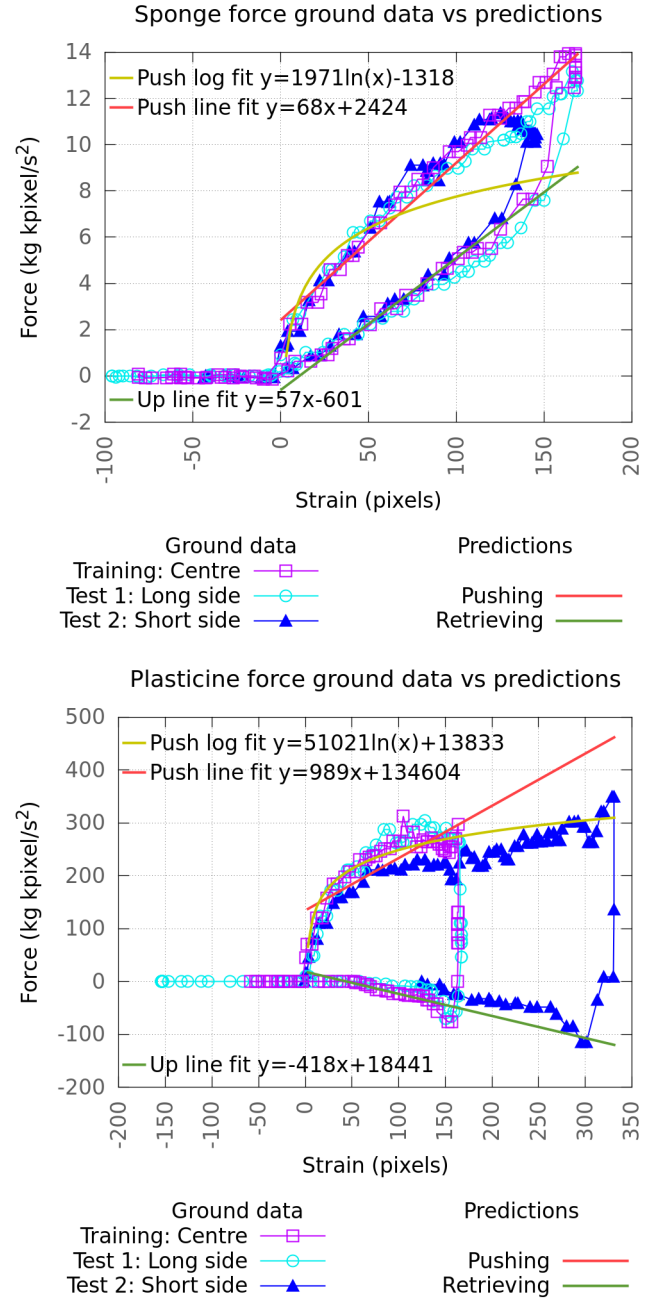 Sponge force ground data vs predictions
14
12
10
8
6
4
2
0
-2
Force (kg kpixel/s²)
Push log fit y=1971ln(x)-1318
Push line fit y=68x+2424
Up line fit y=57x-601
-100
-50
0
50
100
150
200
Strain (pixels)
Ground data Predictions
Training: Centre
Test 1: Long side Pushing
Test 2: Short side Retrieving
Plasticine force ground data vs predictions
500
400
300
200
100
0
-100
-200
Force (kg kpixel/s²)
Push log fit y=51021ln(x)+13833
Push line fit y=989x+134604
Up line fit y=-418x+18441
-200
-150
-100
-50
0
50
100
150
200
250
300
350
Strain (pixels)
Ground data Predictions
Training: Centre
Test 1: Long side Pushing
Test 2: Short side Retrieving